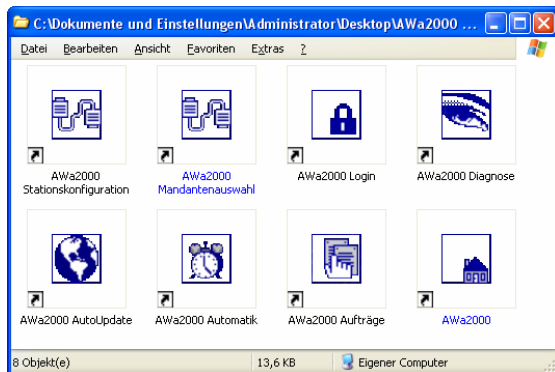 C:\Dokumente und Einstellungen\Administrator\Desktop\AWa2000 ...
Datei Bearbeiten Ansicht Favoriten Extras ?
AWa2000 Stationskonfiguration
AWa2000 Mandantenauswahl
AWa2000 Login
AWa2000 Diagnose
AWa2000 AutoUpdate
AWa2000 Automatik
AWa2000 Aufträge
AWa2000
8 Objekt(e)
13,6 KB
Eigener Computer